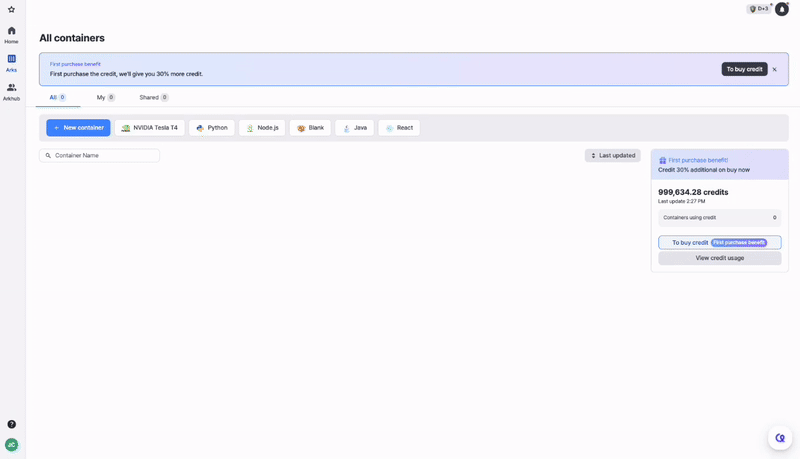 D+3
Home
Arks
Arkhub
All containers
First purchase benefit
First purchase the credit, we'll give you 30% more credit.
To buy credit
All 0
My 0
Shared 0
+ New container
NVIDIA Tesla T4
Python
Node.js
Blank
Java
React
Container Name
Last updated
First purchase benefit!
Credit 30% additional on buy now
999,634.28 credits
Last update 2:27 PM
Containers using credit 0
To buy credit First purchase benefit
View credit usage
?
JC